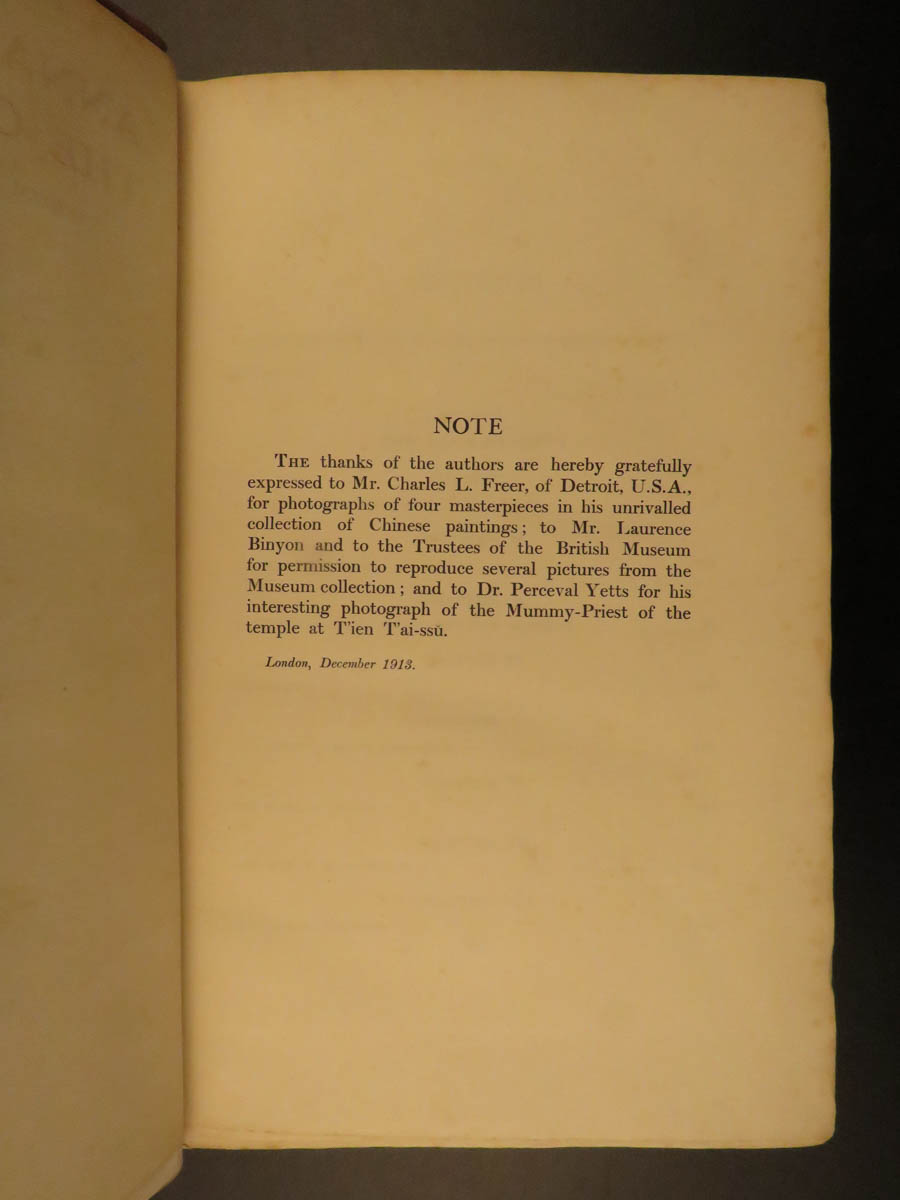 NOTE
THE thanks of the authors are hereby gratefully
expressed to Mr. Charles L. Freer, of Detroit, U.S.A.,
for photographs of four masterpieces in his unrivalled
collection of Chinese paintings; to Mr. Laurence
Binyon and to the Trustees of the British Museum
for permission to reproduce several pictures from the
Museum collection; and to Dr. Perceval Yetts for his
interesting photograph of the Mummy-Priest of the
temple at T'ien T'ai-ssŭ.
London, December 1913.